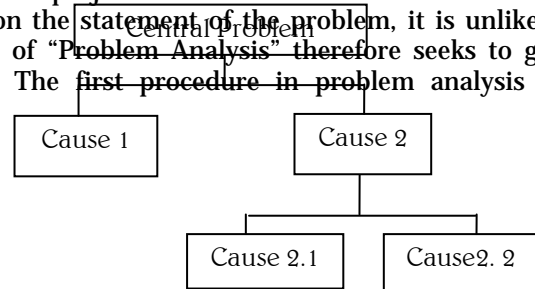 on the statement of the problem, it is unlike
Central Problem
of “Problem Analysis” therefore seeks to g
The first procedure in problem analysis
Cause 1
Cause 2
Cause 2.1
Cause2. 2